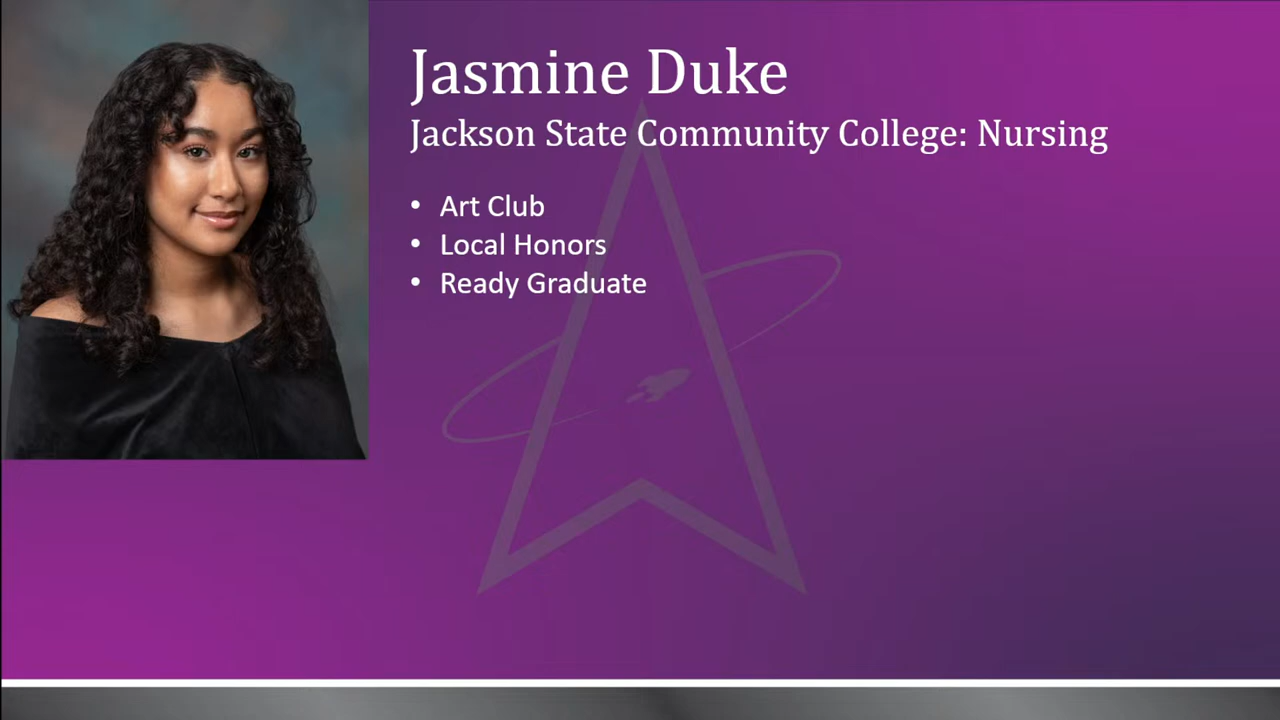 Jasmine Duke
Jackson State Community College: Nursing
• Art Club
• Local Honors
• Ready Graduate